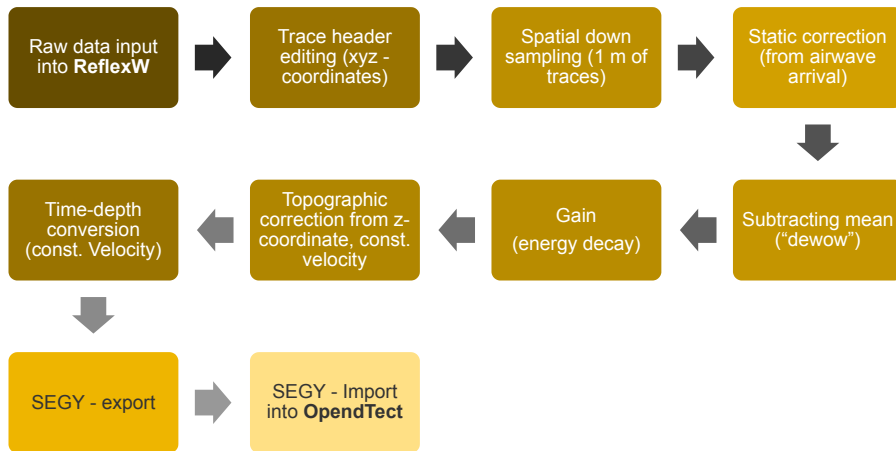 Raw data input
into ReflexW
Trace header
editing (xyz -
coordinates)
Spatial down
sampling (1 m of
traces)
Static correction
(from airwave
arrival)
Subtracting mean
(“dewow”)
Gain
(energy decay)
Topographic
correction from z-
coordinate, const.
velocity
Time-depth
conversion
(const. Velocity)
SEGY - export
SEGY - Import
into OpendTect